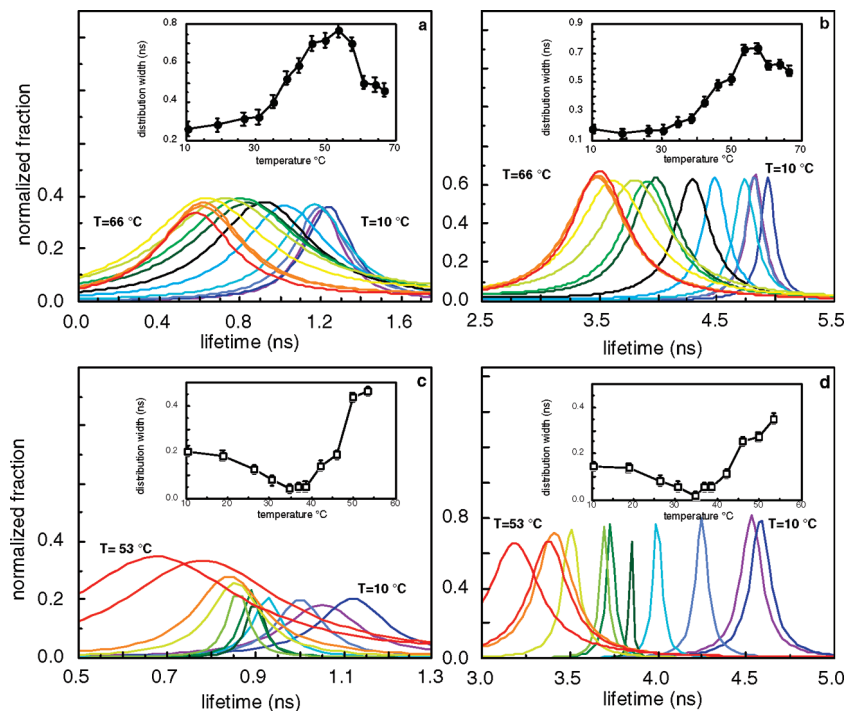 a
distribution width (ns)
0.8
0.6
0.4
0.2
10
30
50
70
temperature °C
b
distribution width (ns)
0.9
0.7
0.5
0.3
0.1
10
30
50
70
temperature °C
normalized fraction
0.4
0.2
0.0
T=66 °C
T=10 °C
0.0
0.4
0.8
1.2
1.6
lifetime (ns)
0.6
0.4
0.2
0.0
T=66 °C
T=10 °C
2.5
3.5
4.5
5.5
lifetime (ns)
c
distribution width (ns)
0.4
0.2
0.0
10
20
30
40
50
60
temperature °C
d
distribution width (ns)
0.4
0.2
0.0
10
20
30
40
50
60
temperature °C
normalized fraction
0.4
0.2
0.0
T= 53 °C
T=10 °C
0.5
0.7
0.9
1.1
1.3
lifetime (ns)
0.8
0.4
0.0
T=53 °C
T=10 °C
3.0
3.5
4.0
4.5
5.0
lifetime (ns)